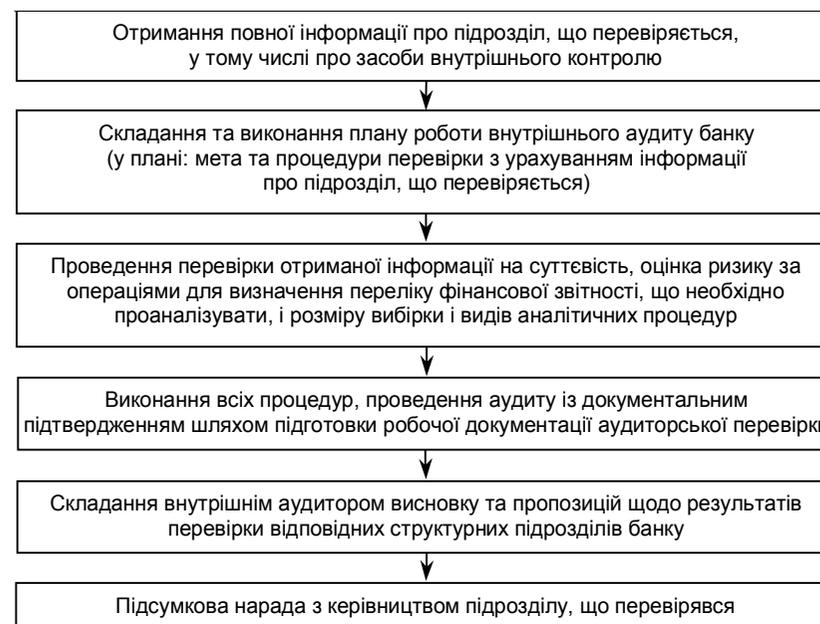 Отримання повної інформації про підрозділ, що перевіряється,
у тому числі про засоби внутрішнього контролю
Складання та виконання плану роботи внутрішнього аудиту банку
(у плані: мета та процедури перевірки з урахуванням інформації
про підрозділ, що перевіряється)
Проведення перевірки отриманої інформації на суттєвість, оцінка ризику за
операціями для визначення переліку фінансової звітності, що необхідно
проаналізувати, і розміру вибірки і видів аналітичних процедур
Виконання всіх процедур, проведення аудиту із документальним
підтвердженням шляхом підготовки робочої документації аудиторської перевірки
Складання внутрішнім аудитором висновку та пропозицій щодо результатів
перевірки відповідних структурних підрозділів банку
Підсумкова нарада з керівництвом підрозділу, що перевірявся